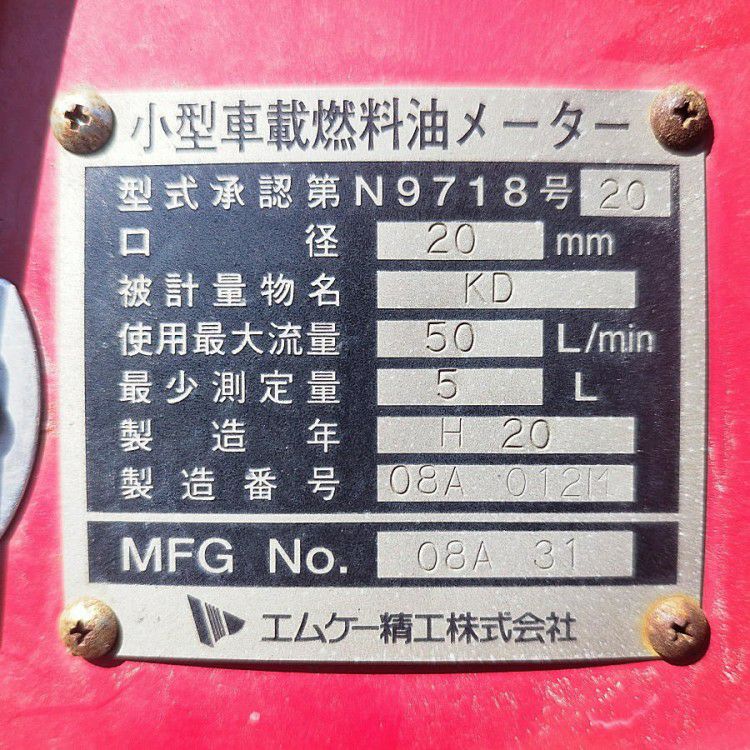 小型車載燃料油メーター
型式承認第N9718号 20
口径 20 mm
被計量物名 KD
使用最大流量 50 L/min
最少測定量 5 L
製造年 H 20
製造番号 08A 012M
MFG No. 08A 31
エムケー精工株式会社